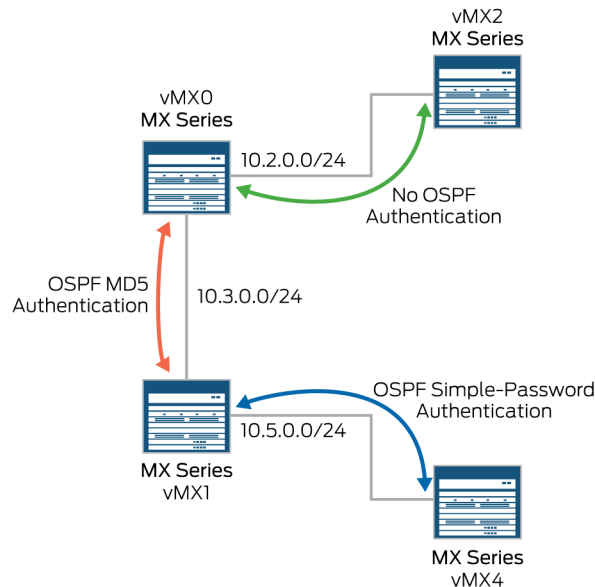 vMX2
MX Series
vMX0
MX Series
10.2.0.0/24
No OSPF
Authentication
OSPF MD5
Authentication
10.3.0.0/24
OSPF Simple-Password
Authentication
10.5.0.0/24
MX Series
vMX1
MX Series
vMX4